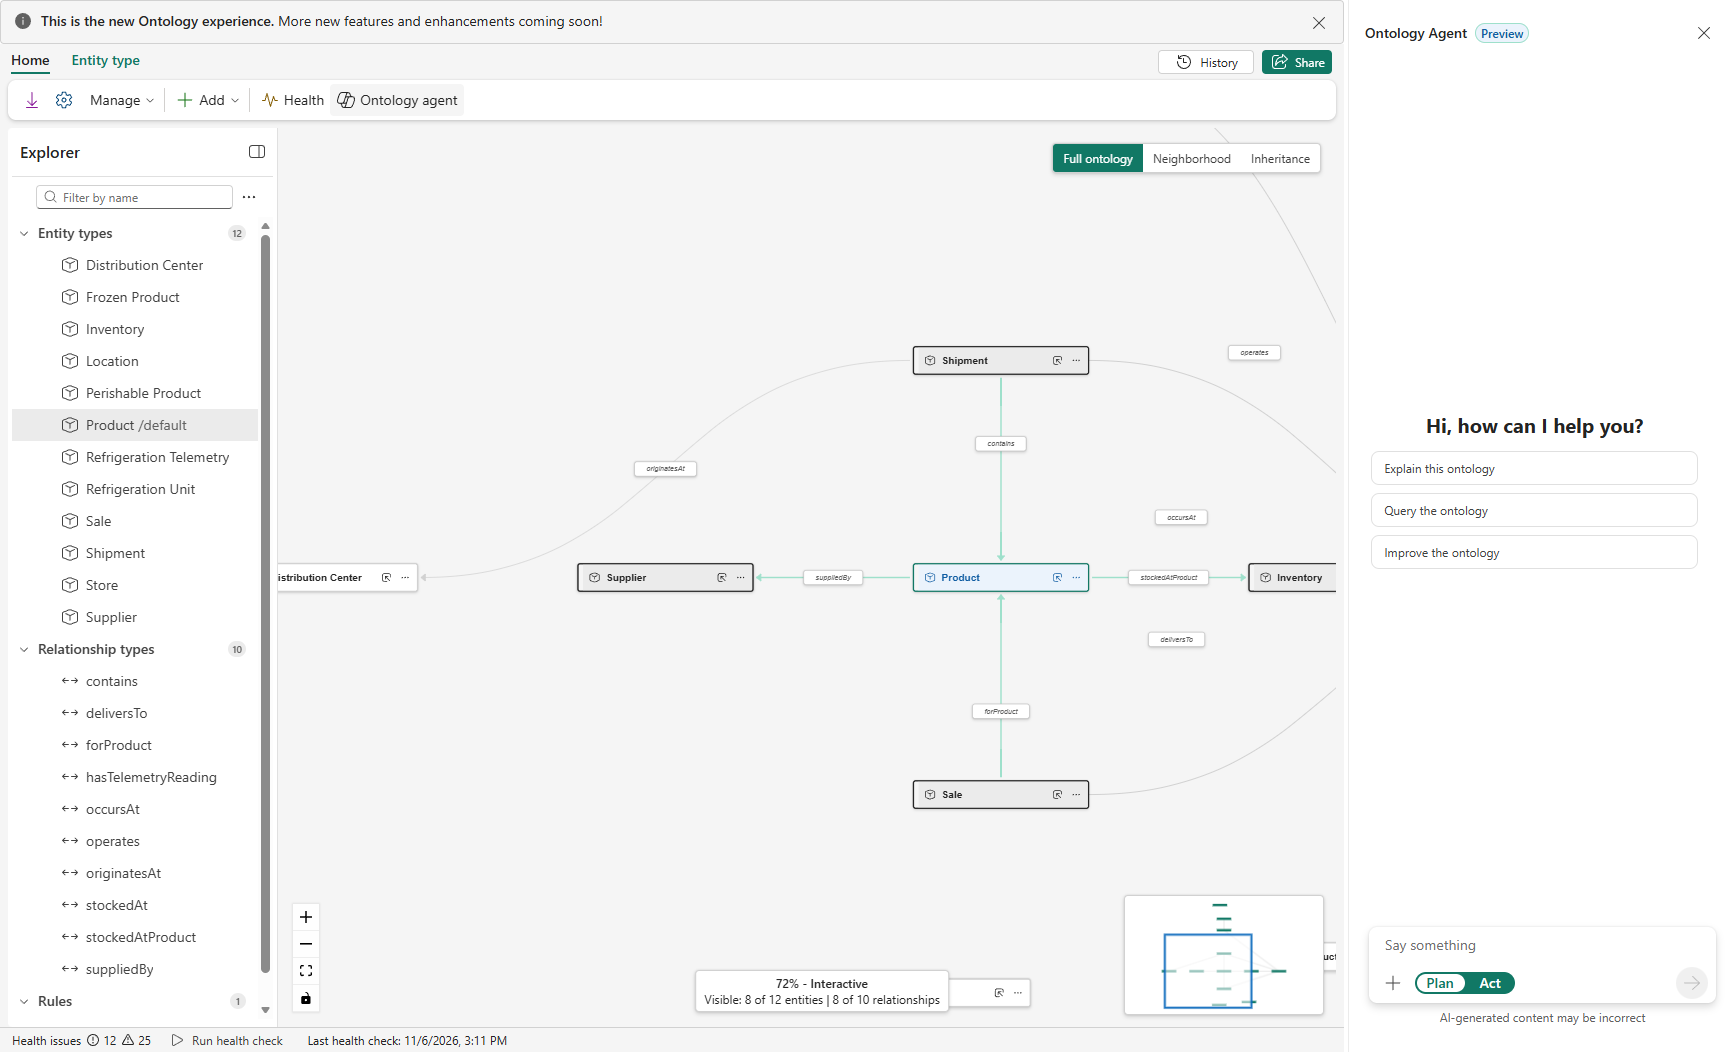 This is the new Ontology experience. More new features and enhancements coming soon!
Home
Entity type
History
Share
Manage
Add
Health
Ontology agent
Explorer
Filter by name
Entity types 12
Distribution Center
Frozen Product
Inventory
Location
Perishable Product
Product /default
Refrigeration Telemetry
Refrigeration Unit
Sale
Shipment
Store
Supplier
Relationship types 10
contains
deliversTo
forProduct
hasTelemetryReading
occursAt
operates
originatesAt
stockedAt
stockedAtProduct
suppliedBy
Rules 1
Full ontology
Neighborhood
Inheritance
operates
Shipment
contains
originatesAt
occursAt
istribution Center
Supplier
suppliedBy
Product
stockedAtProduct
Inventory
deliversTo
forProduct
Sale
uct
72% - Interactive
Visible: 8 of 12 entities | 8 of 10 relationships
Health issues 12 25
Run health check
Last health check: 11/6/2026, 3:11 PM
Ontology Agent
Preview
Hi, how can I help you?
Explain this ontology
Query the ontology
Improve the ontology
Say something
Plan
Act
AI-generated content may be incorrect